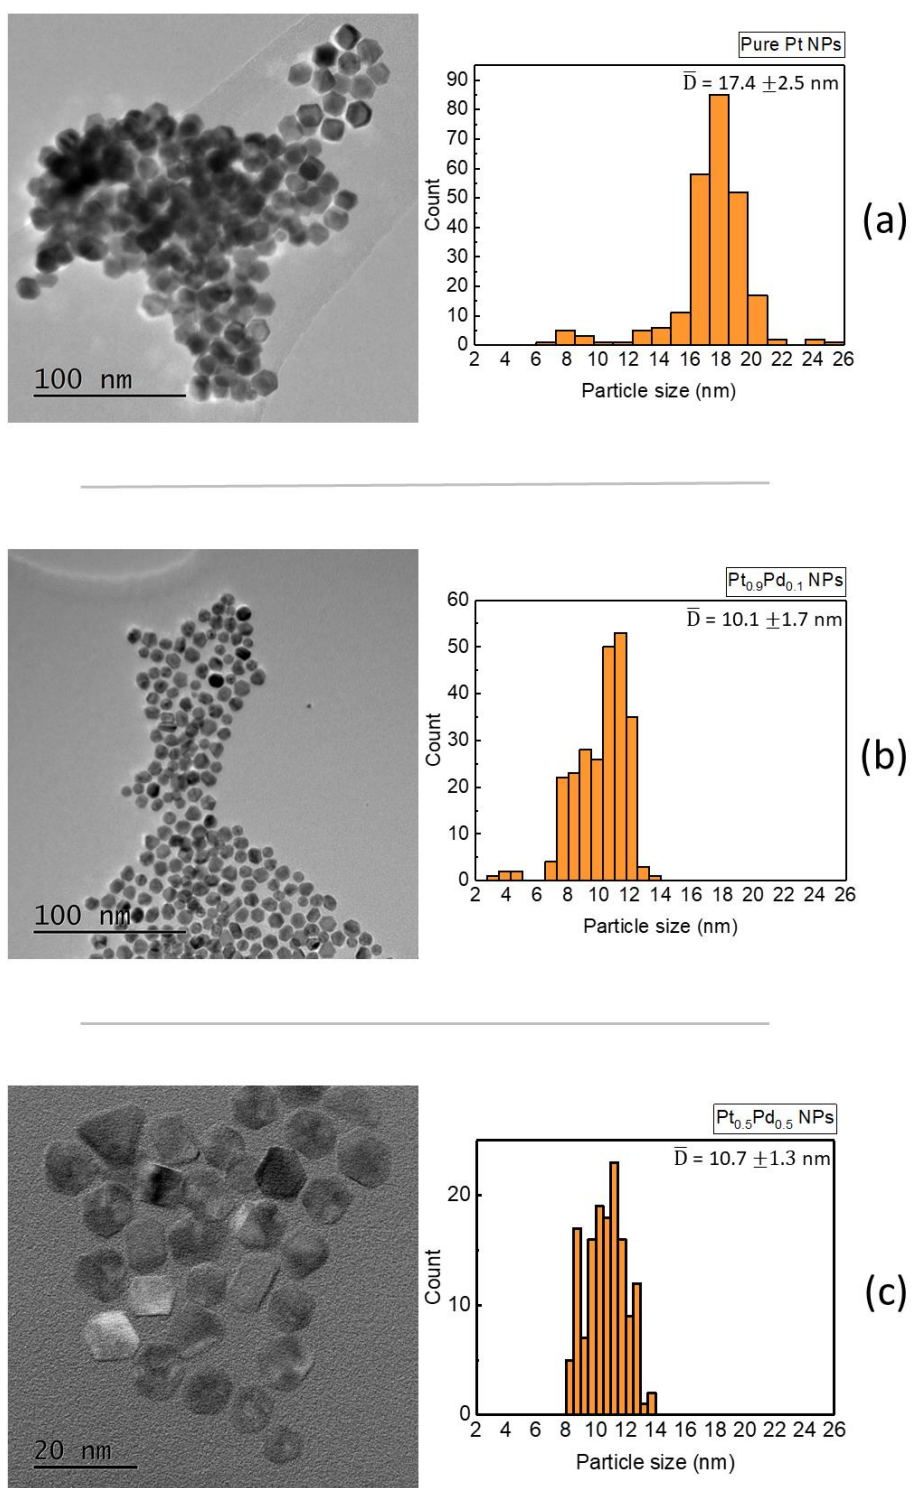 Pure Pt NPs
D̅ = 17.4 ±2.5 nm
90
80
70
60
50
40
30
20
10
0
Count
2 4 6 8 10 12 14 16 18 20 22 24 26
Particle size (nm)
100 nm
(a)
Pt₀.₉Pd₀.₁ NPs
D̅ = 10.1 ±1.7 nm
60
50
40
30
20
10
0
Count
2 4 6 8 10 12 14 16 18 20 22 24 26
Particle size (nm)
100 nm
(b)
Pt₀.₅Pd₀.₅ NPs
D̅ = 10.7 ±1.3 nm
20
10
0
Count
2 4 6 8 10 12 14 16 18 20 22 24 26
Particle size (nm)
20 nm
(c)